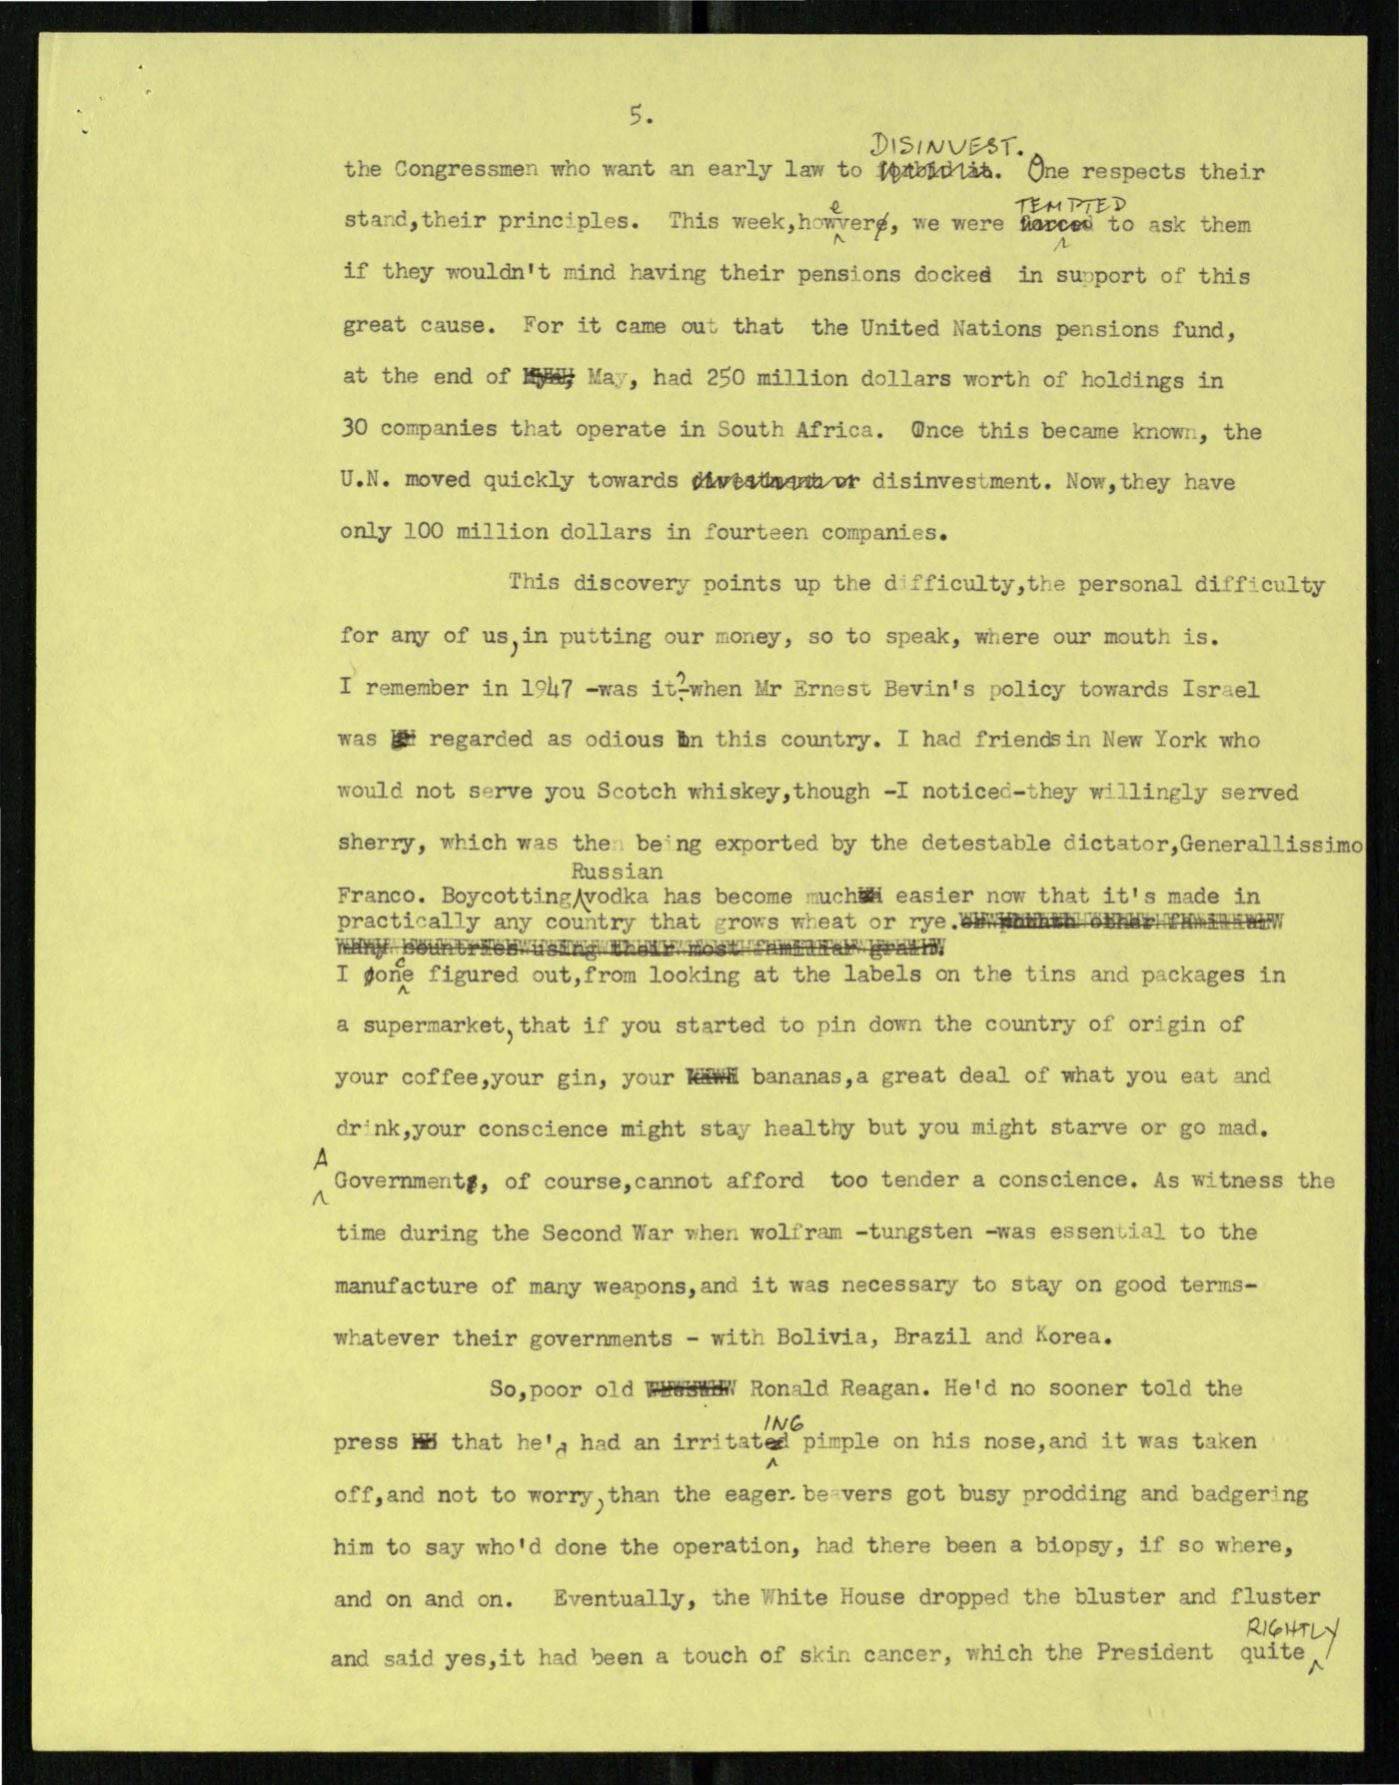 5.
DISINVEST.
the Congressmen who want an early law to forbid it. One respects their
e TEMPTED
stand,their principles. This week,howver, we were forced to ask them
if they wouldn't mind having their pensions docked in support of this
great cause. For it came out that the United Nations pensions fund,
at the end of May, had 250 million dollars worth of holdings in
30 companies that operate in South Africa. Once this became known, the
U.N. moved quickly towards divestment or disinvestment. Now,they have
only 100 million dollars in fourteen companies.
This discovery points up the difficulty,the personal difficulty
for any of us, in putting our money, so to speak, where our mouth is.
I remember in 1947 -was it?-when Mr Ernest Bevin's policy towards Israel
was regarded as odious in this country. I had friends in New York who
would not serve you Scotch whiskey,though -I noticed-they willingly served
sherry, which was then being exported by the detestable dictator,Generallissimo
Russian
Franco. Boycotting vodka has become much easier now that it's made in
practically any country that grows wheat or rye.
many countries using their most familiar grain.
I once figured out,from looking at the labels on the tins and packages in
a supermarket, that if you started to pin down the country of origin of
your coffee,your gin, your bananas,a great deal of what you eat and
drink,your conscience might stay healthy but you might starve or go mad.
A
Government, of course,cannot afford too tender a conscience. As witness the
time during the Second War when wolfram -tungsten -was essential to the
manufacture of many weapons,and it was necessary to stay on good terms-
whatever their governments - with Bolivia, Brazil and Korea.
So,poor old Ronald Reagan. He'd no sooner told the
ING
press that he'd had an irritated pimple on his nose,and it was taken
off,and not to worry, than the eager-beavers got busy prodding and badgering
him to say who'd done the operation, had there been a biopsy, if so where,
and on and on. Eventually, the White House dropped the bluster and fluster
RIGHTLY
and said yes,it had been a touch of skin cancer, which the President quite